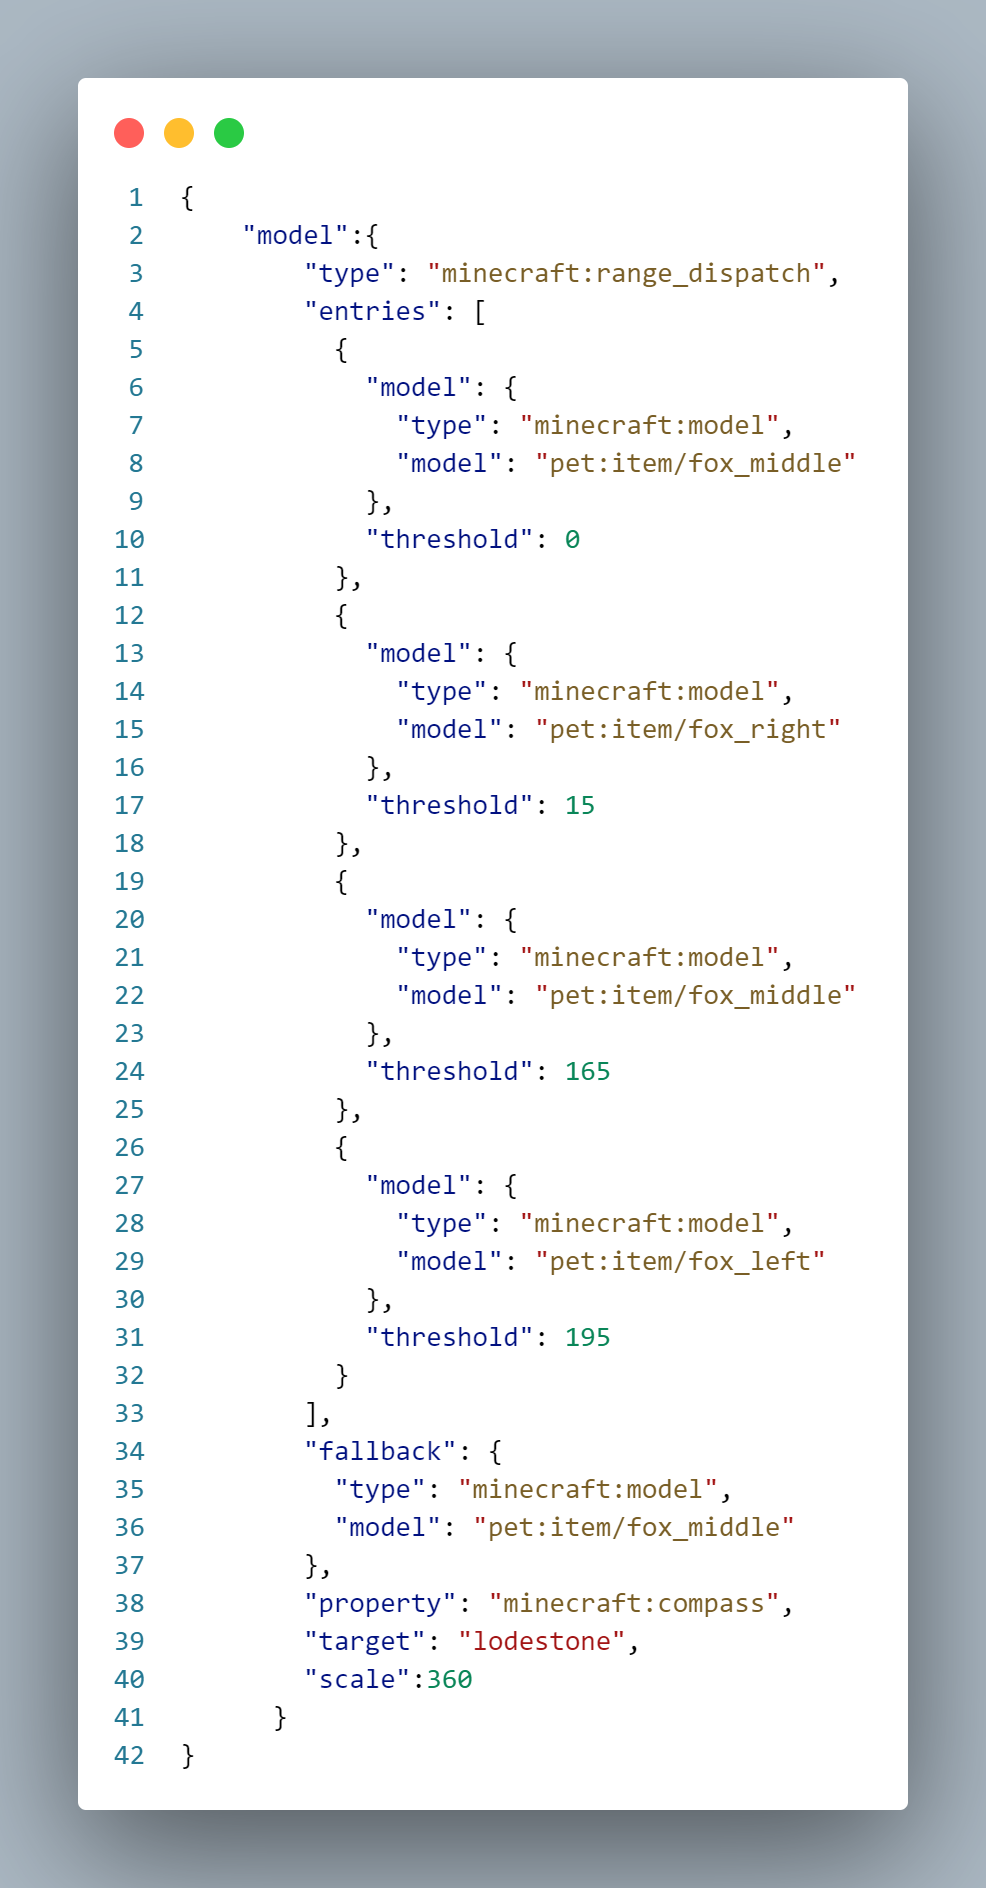 1 {
2     "model":{
3         "type": "minecraft:range_dispatch",
4         "entries": [
5           {
6             "model": {
7               "type": "minecraft:model",
8               "model": "pet:item/fox_middle"
9             },
10             "threshold": 0
11           },
12           {
13             "model": {
14               "type": "minecraft:model",
15               "model": "pet:item/fox_right"
16             },
17             "threshold": 15
18           },
19           {
20             "model": {
21               "type": "minecraft:model",
22               "model": "pet:item/fox_middle"
23             },
24             "threshold": 165
25           },
26           {
27             "model": {
28               "type": "minecraft:model",
29               "model": "pet:item/fox_left"
30             },
31             "threshold": 195
32           }
33         ],
34         "fallback": {
35           "type": "minecraft:model",
36           "model": "pet:item/fox_middle"
37         },
38         "property": "minecraft:compass",
39         "target": "lodestone",
40         "scale":360
41       }
42 }